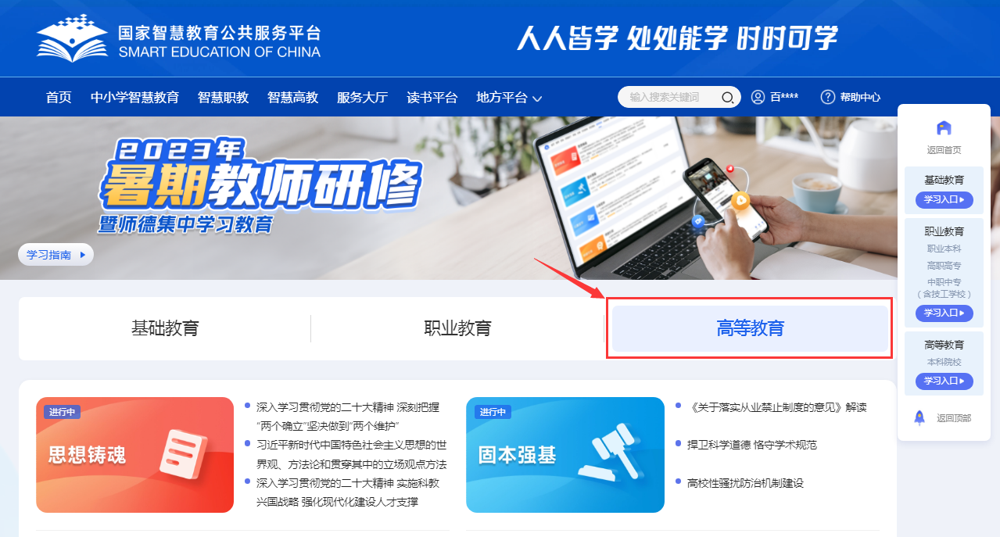 国家智慧教育公共服务平台
SMART EDUCATION OF CHINA
人人皆学 处处能学 时时可学
首页 中小学智慧教育 智慧职教 智慧高教 服务大厅 读书平台 地方平台
输入搜索关键词
百****
帮助中心
2023年
暑期教师研修
暨师德集中学习教育
学习指南
基础教育
职业教育
高等教育
进行中
思想铸魂
深入学习贯彻党的二十大精神 深刻把握
“两个确立”坚决做到“两个维护”
习近平新时代中国特色社会主义思想的世
界观、方法论和贯穿其中的立场观点方法
深入学习贯彻党的二十大精神 实施科教
兴国战略 强化现代化建设人才支撑
进行中
固本强基
《关于落实从业禁止制度的意见》解读
捍卫科学道德 恪守学术规范
高校性骚扰防治机制建设
返回首页
基础教育
学习入口
职业教育
职业本科
高职高专
中职中专
（含技工学校）
学习入口
高等教育
本科院校
学习入口
返回顶部